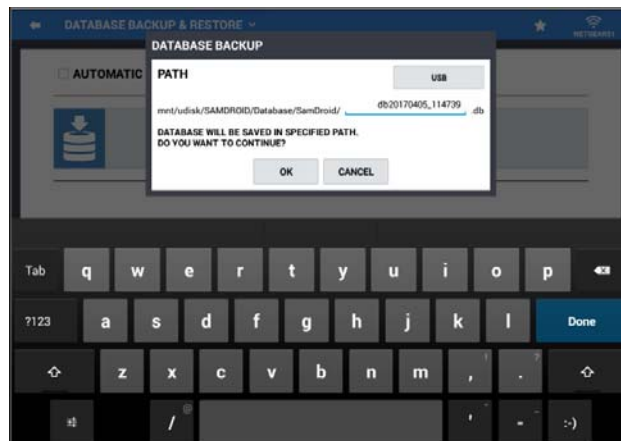 DATABASE BACKUP & RESTORE
NETGEAR51
DATABASE BACKUP
AUTOMATIC
PATH
USB
mnt/udisk/SAMDROID/Database/SamDroid/ db20170405_114739 .db
DATABASE WILL BE SAVED IN SPECIFIED PATH.
DO YOU WANT TO CONTINUE?
OK CANCEL
Tab q w e r t y u i o p
?123 a s d f g h j k l Done
z x c v b n m , ! . ?
/ @ ' " - _ :-)